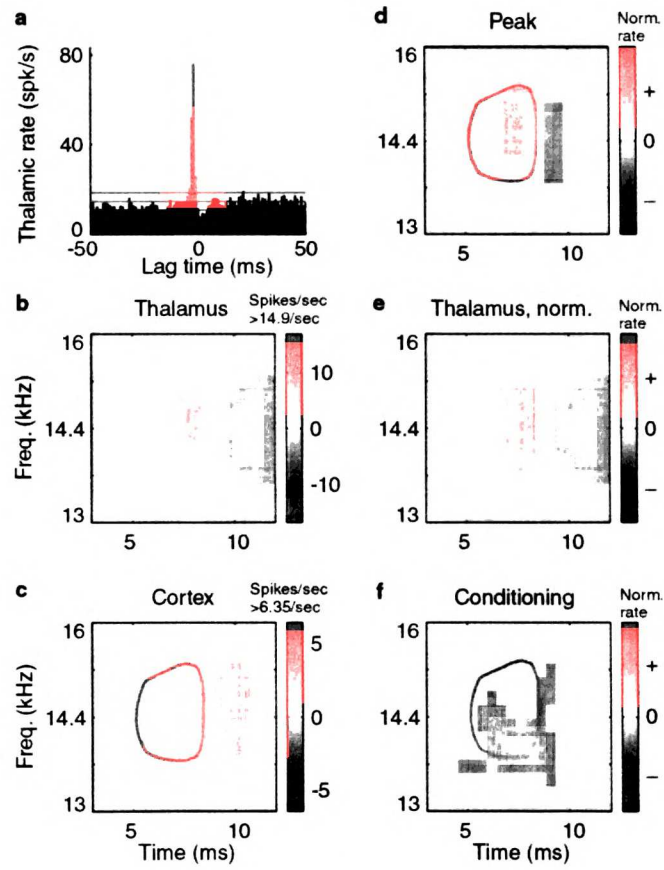 a
Thalamic rate (spk/s)
80
40
0
-50
0
50
Lag time (ms)
b
Thalamus
Spikes/sec
>14.9/sec
Freq. (kHz)
16
14.4
13
5
10
10
0
-10
c
Cortex
Spikes/sec
>6.35/sec
Freq. (kHz)
16
14.4
13
5
10
Time (ms)
5
0
-5
d
Peak
Norm.
rate
16
14.4
13
5
10
+
0
–
e
Thalamus, norm.
Norm.
rate
16
14.4
13
5
10
+
0
–
f
Conditioning
Norm.
rate
16
14.4
13
5
10
Time (ms)
+
0
–